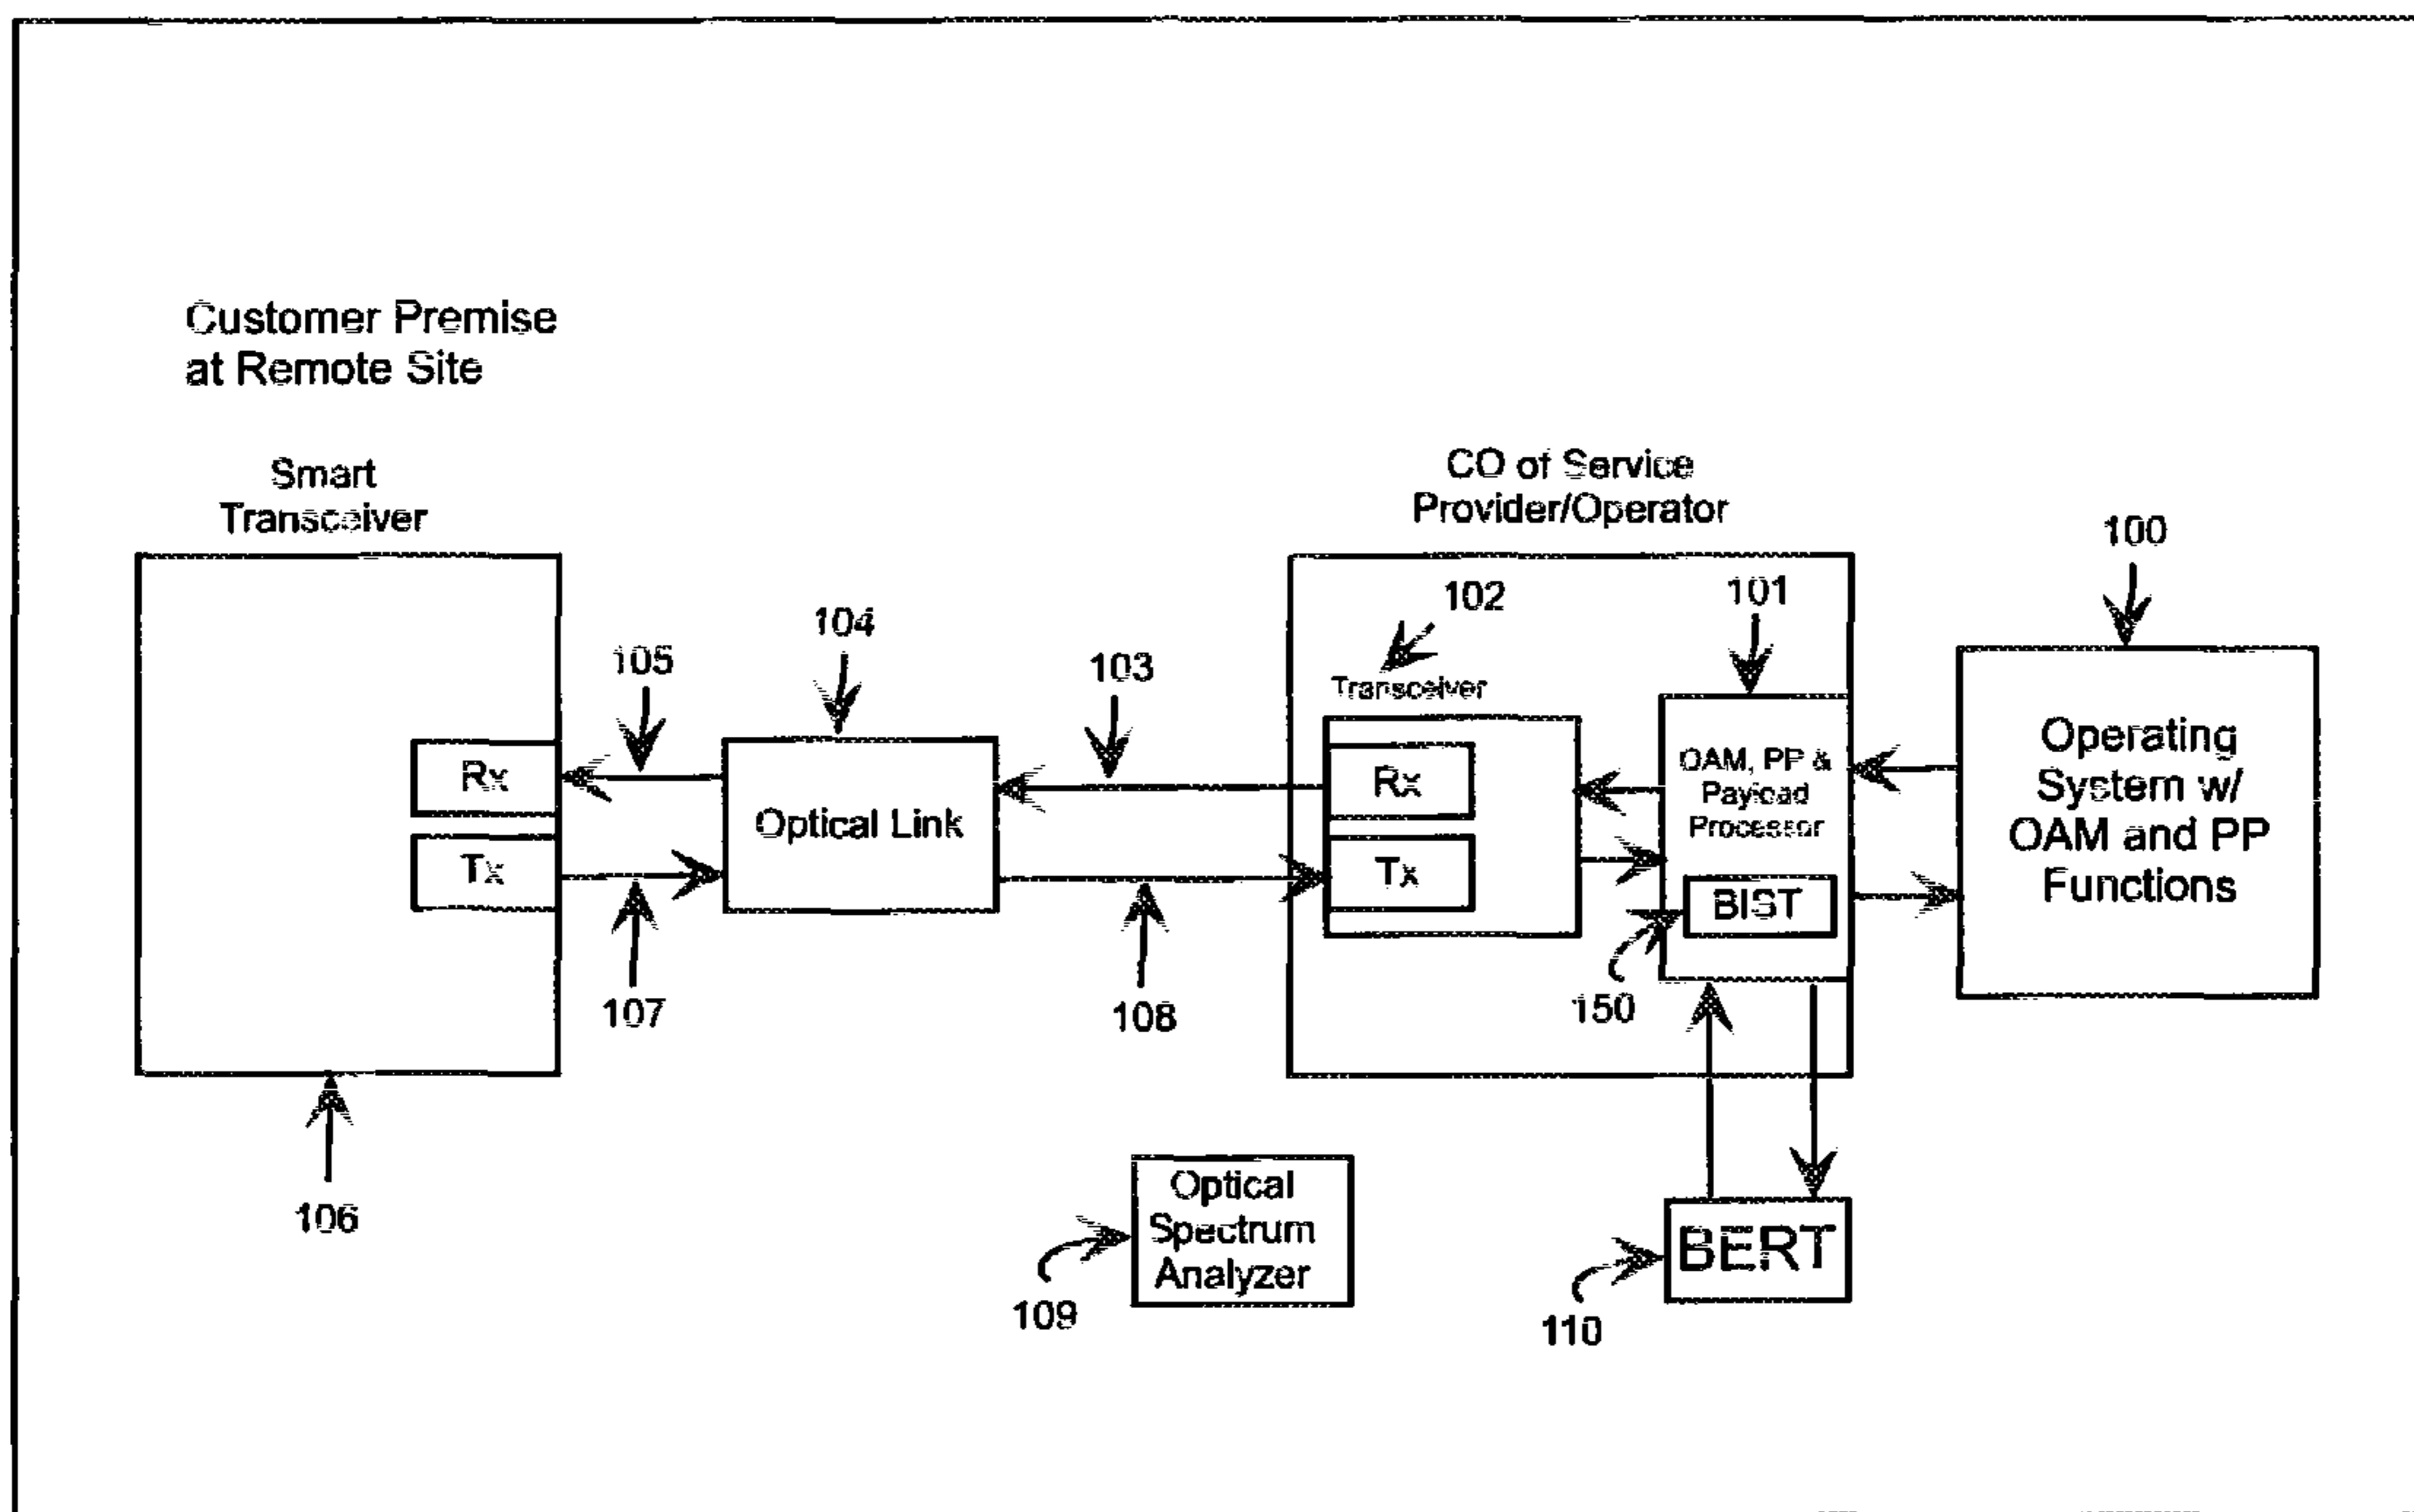 Customer Premise
at Remote Site
Smart
Transceiver
CO of Service
Provider/Operator
100
102
101
104
105
103
Transceiver
Rx
Tx
Optical Link
Rx
Tx
OAM, PP &
Payload
Processor
BIST
Operating
System w/
OAM and PP
Functions
107
108
150
106
Optical
Spectrum
Analyzer
109
BERT
110